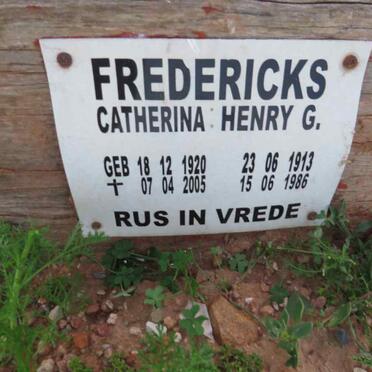 FREDERICKS
CATHERINA : HENRY G.
GEB 18 12 1920 23 06 1913
✝ 07 04 2005 15 06 1986
RUS IN VREDE